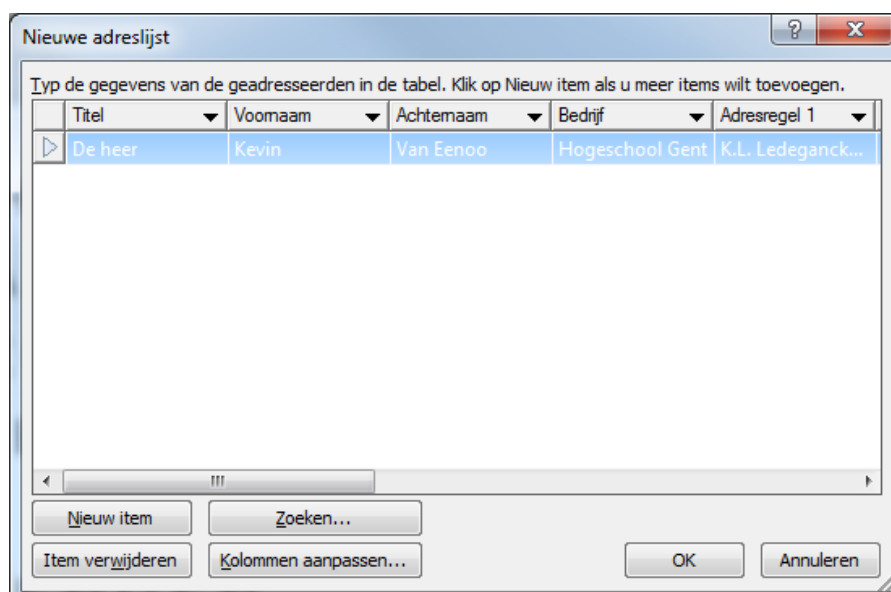 Nieuwe adreslijst
Typ de gegevens van de geadresseerden in de tabel. Klik op Nieuw item als u meer items wilt toevoegen.
Titel Voornaam Achternaam Bedrijf Adresregel 1
De heer Kevin Van Eenoo Hogeschool Gent K.L. Ledeganck...
Nieuw item Zoeken...
Item verwijderen Kolommen aanpassen... OK Annuleren